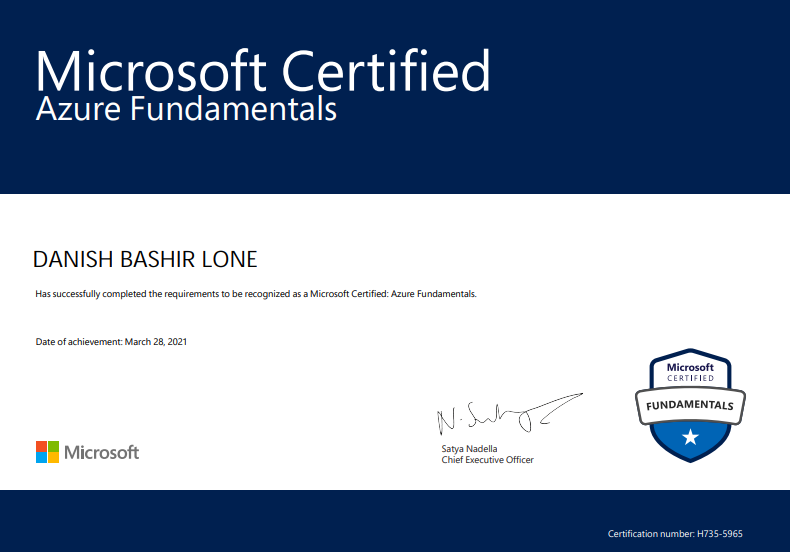 Microsoft Certified
Azure Fundamentals
DANISH BASHIR LONE
Has successfully completed the requirements to be recognized as a Microsoft Certified: Azure Fundamentals.
Date of achievement: March 28, 2021
Microsoft
CERTIFIED
FUNDAMENTALS
N. S
Satya Nadella
Chief Executive Officer
Microsoft
Certification number: H735-5965